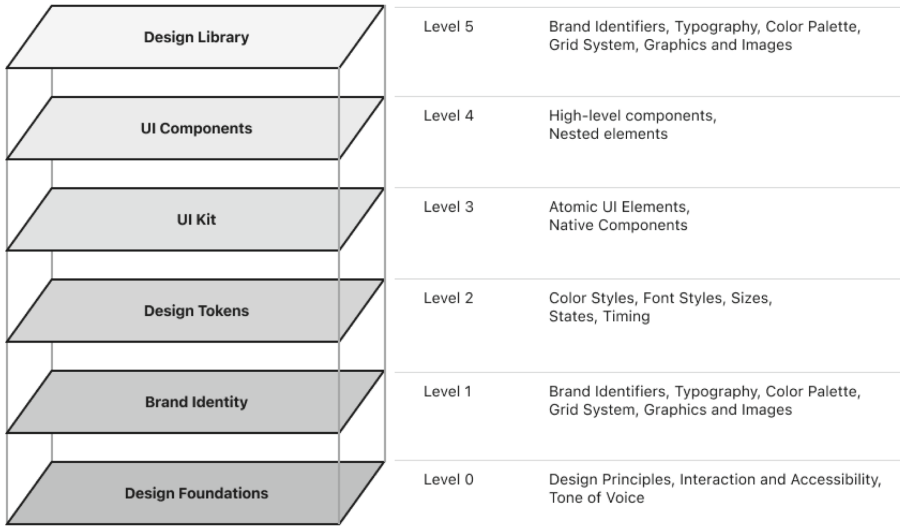 Design Library
Level 5
Brand Identifiers, Typography, Color Palette,
Grid System, Graphics and Images
UI Components
Level 4
High-level components,
Nested elements
UI Kit
Level 3
Atomic UI Elements,
Native Components
Design Tokens
Level 2
Color Styles, Font Styles, Sizes,
States, Timing
Brand Identity
Level 1
Brand Identifiers, Typography, Color Palette,
Grid System, Graphics and Images
Design Foundations
Level 0
Design Principles, Interaction and Accessibility,
Tone of Voice